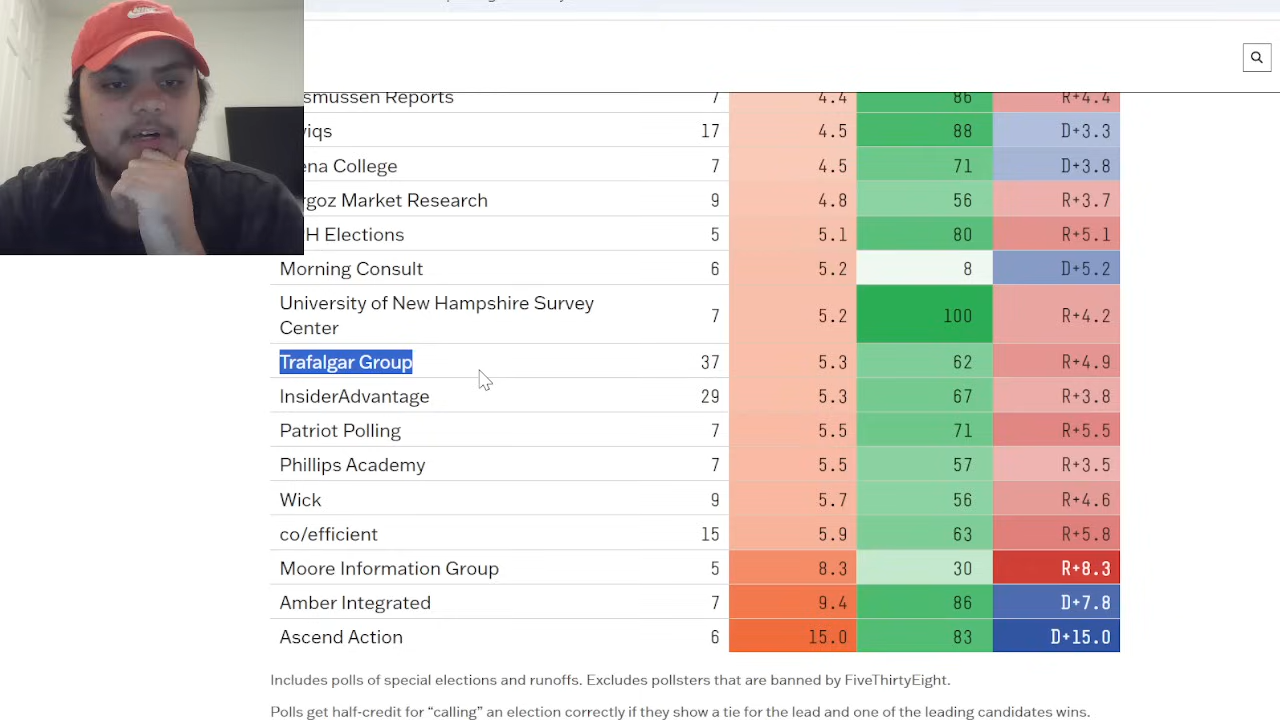 smussen Reports 7 4.4 86 R+4.4
iqs 17 4.5 88 D+3.3
ena College 7 4.5 71 D+3.8
goz Market Research 9 4.8 56 R+3.7
H Elections 5 5.1 80 R+5.1
Morning Consult 6 5.2 8 D+5.2
University of New Hampshire Survey
Center 7 5.2 100 R+4.2
Trafalgar Group 37 5.3 62 R+4.9
InsiderAdvantage 29 5.3 67 R+3.8
Patriot Polling 7 5.5 71 R+5.5
Phillips Academy 7 5.5 57 R+3.5
Wick 9 5.7 56 R+4.6
co/efficient 15 5.9 63 R+5.8
Moore Information Group 5 8.3 30 R+8.3
Amber Integrated 7 9.4 86 D+7.8
Ascend Action 6 15.0 83 D+15.0
Includes polls of special elections and runoffs. Excludes pollsters that are banned by FiveThirtyEight.
Polls get half-credit for “calling” an election correctly if they show a tie for the lead and one of the leading candidates wins.